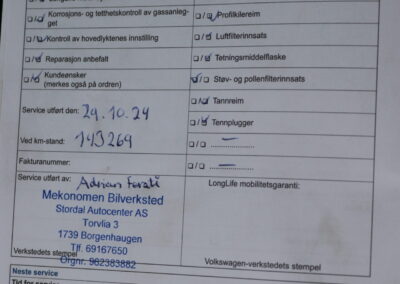 Korrosjons- og tetthetskontroll av gassanleg-
get
Kontroll av hovedlyktenes innstilling
Reparasjon anbefalt
Kundeønsker
(merkes også på ordren)
Service utført den: 29.10.24
Ved km-stand: 143269
Fakturanummer:
Service utført av: Adrian
Mekonomen Bilverksted
Stordal Autocenter AS
Torvlia 3
1739 Borgenhaugen
Tlf. 69167650
Orgnr. 982383882
Verkstedets stempel
Profilkilereim
Luftfilterinnsats
Tetningsmiddelflaske
Støv- og pollenfilterinnsats
Tannreim
Tennplugger
LongLife mobilitetsgaranti:
Volkswagen-verkstedets stempel
Neste service